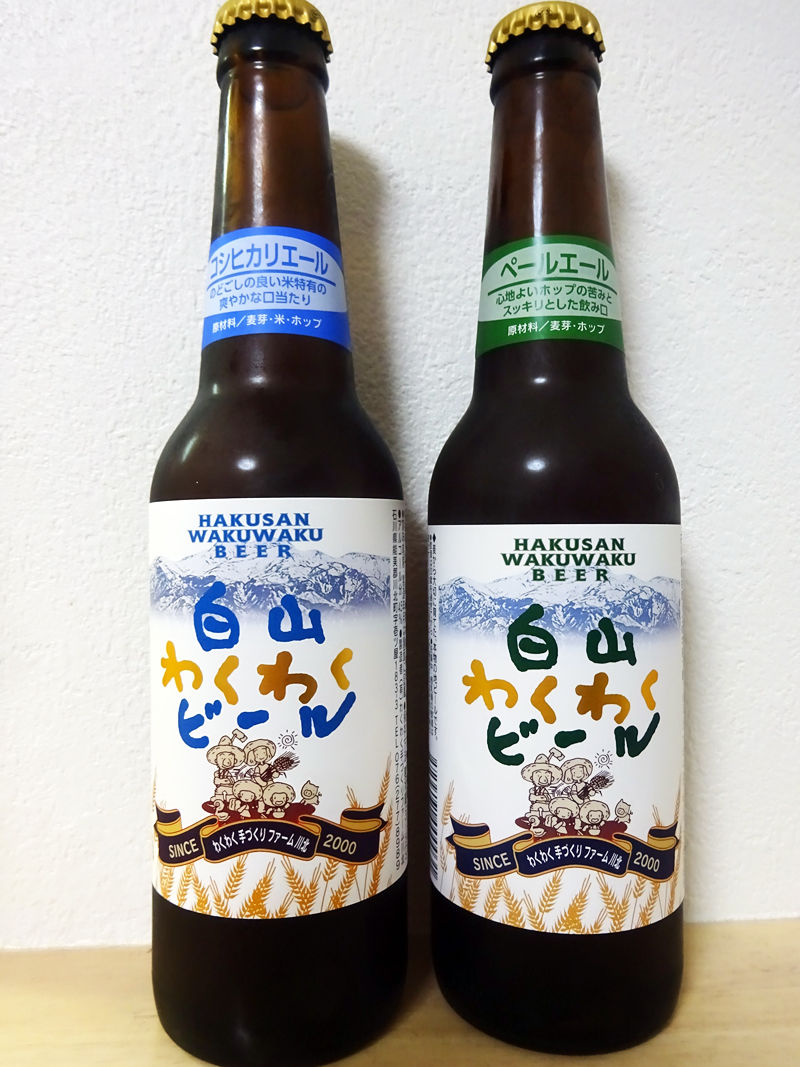 コシヒカリエール
のどごしの良い米特有の
爽やかな口当たり
原材料／麦芽・米・ホップ
HAKUSAN
WAKUWAKU
BEER
白山
わくわく
ビール
SINCE わくわく手づくりファーム川北 2000
ペールエール
心地よいホップの苦みと
スッキリとした飲み口
原材料／麦芽・ホップ
HAKUSAN
WAKUWAKU
BEER
白山
わくわく
ビール
SINCE わくわく手づくりファーム川北 2000